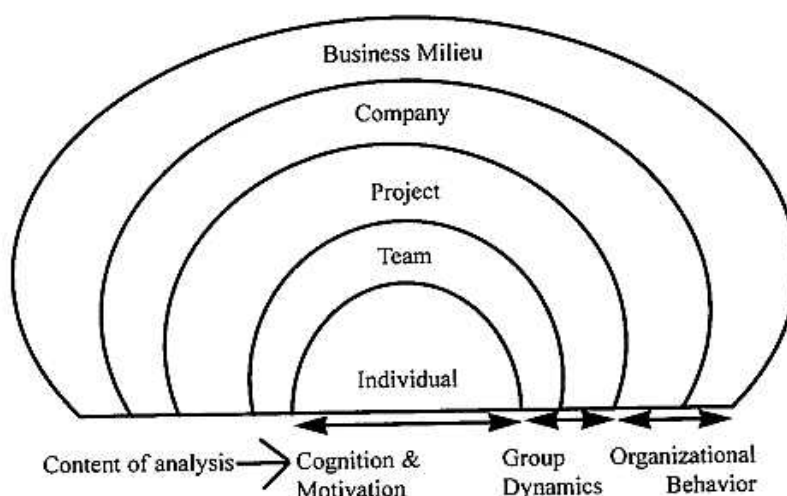 Business Milieu
Company
Project
Team
Individual
Content of analysis
Cognition &
Motivation
Group
Dynamics
Organizational
Behavior